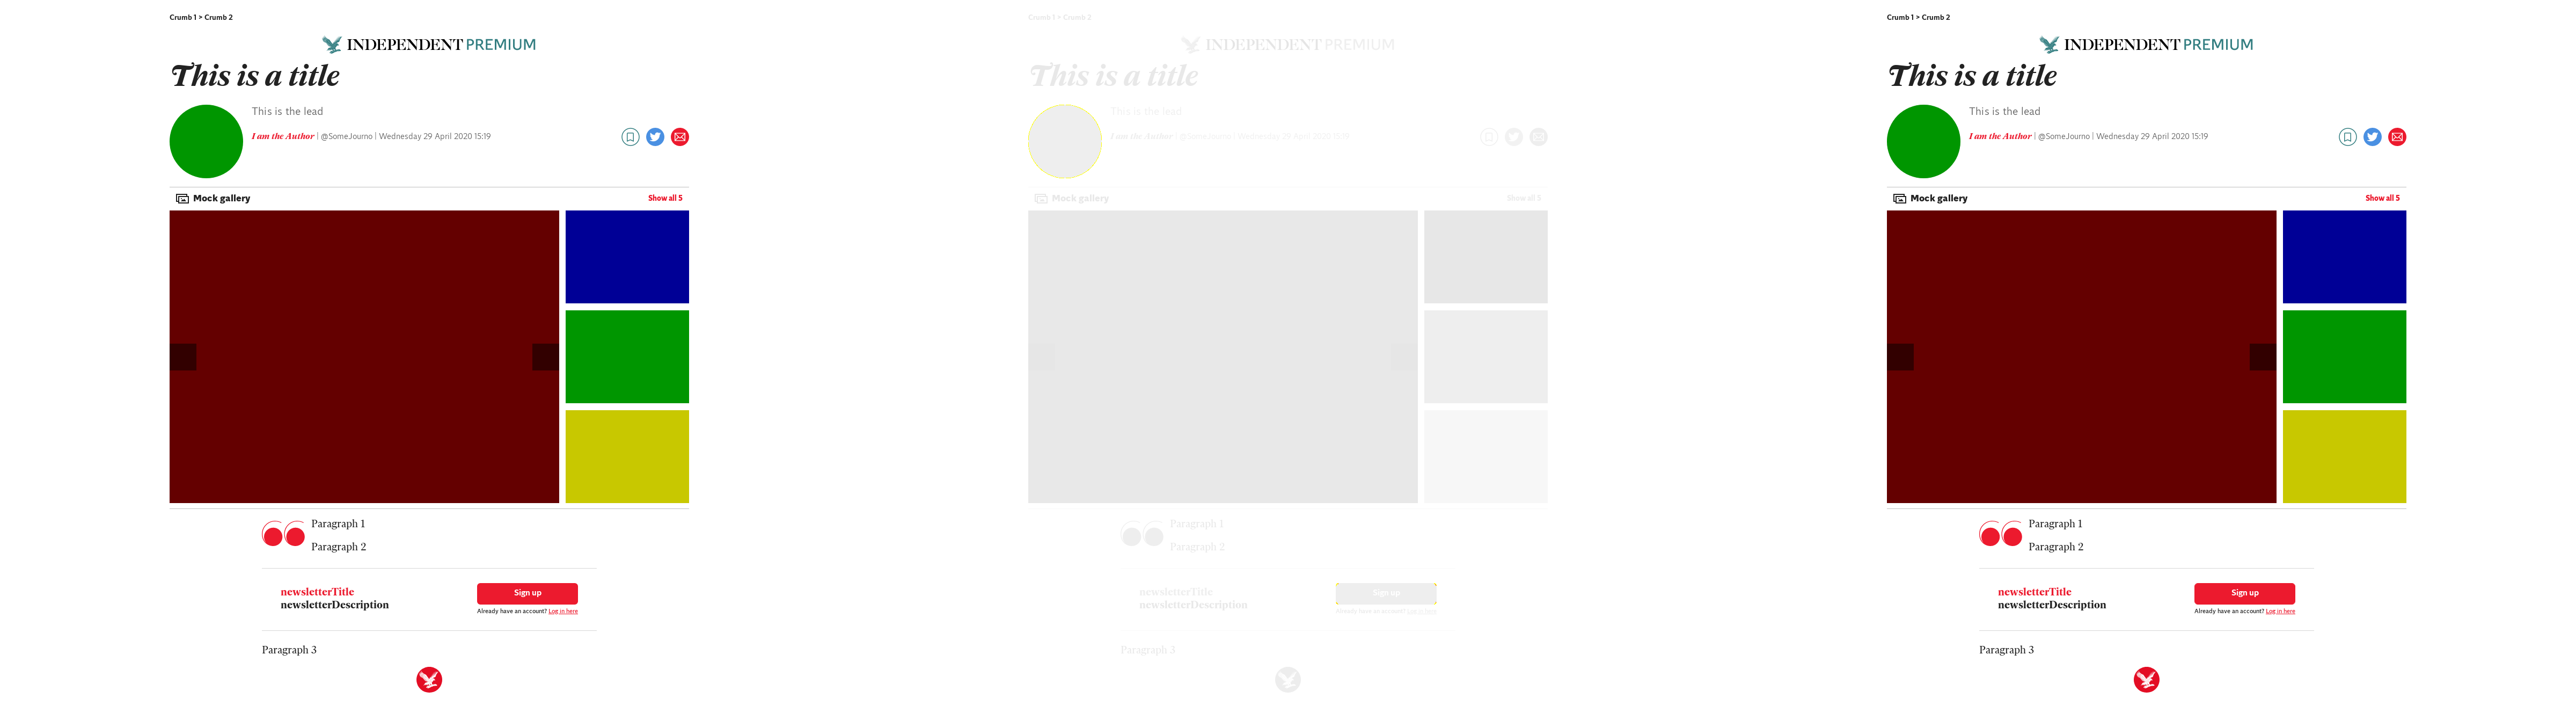 Crumb 1 > Crumb 2
INDEPENDENT PREMIUM
This is a title
This is the lead
I am the Author | @SomeJourno | Wednesday 29 April 2020 15:19
Mock gallery
Show all 5
Paragraph 1
Paragraph 2
newsletterTitle
newsletterDescription
Sign up
Already have an account? Log in here
Paragraph 3
Crumb 1 > Crumb 2
INDEPENDENT PREMIUM
This is a title
This is the lead
I am the Author | @SomeJourno | Wednesday 29 April 2020 15:19
Mock gallery
Show all 5
Paragraph 1
Paragraph 2
newsletterTitle
newsletterDescription
Sign up
Already have an account? Log in here
Paragraph 3
Crumb 1 > Crumb 2
INDEPENDENT PREMIUM
This is a title
This is the lead
I am the Author | @SomeJourno | Wednesday 29 April 2020 15:19
Mock gallery
Show all 5
Paragraph 1
Paragraph 2
newsletterTitle
newsletterDescription
Sign up
Already have an account? Log in here
Paragraph 3